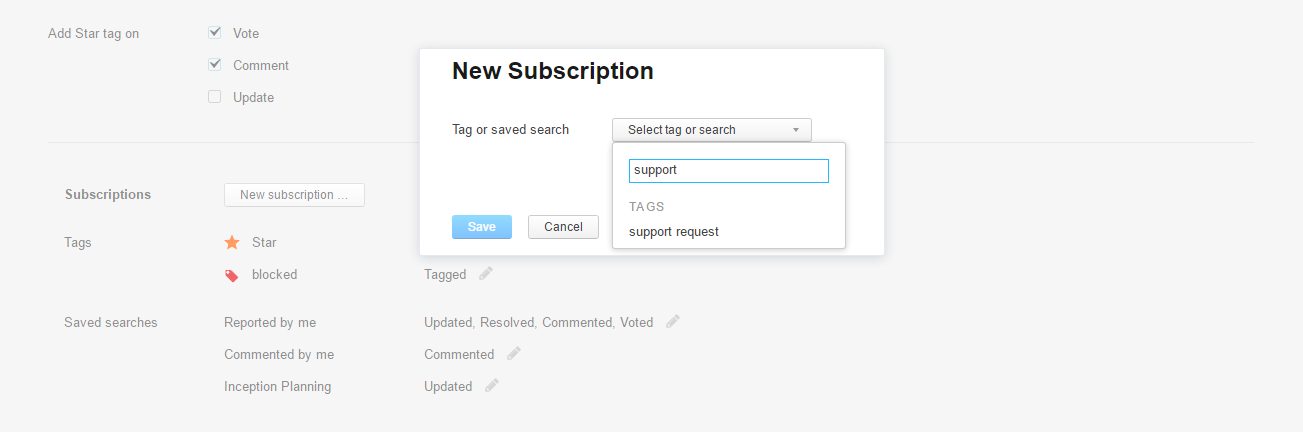 Add Star tag on
Vote
Comment
Update
New Subscription
Tag or saved search
Select tag or search
support
TAGS
support request
Save
Cancel
Subscriptions
New subscription ...
Tags
Star
blocked
Tagged
Saved searches
Reported by me
Updated, Resolved, Commented, Voted
Commented by me
Commented
Inception Planning
Updated